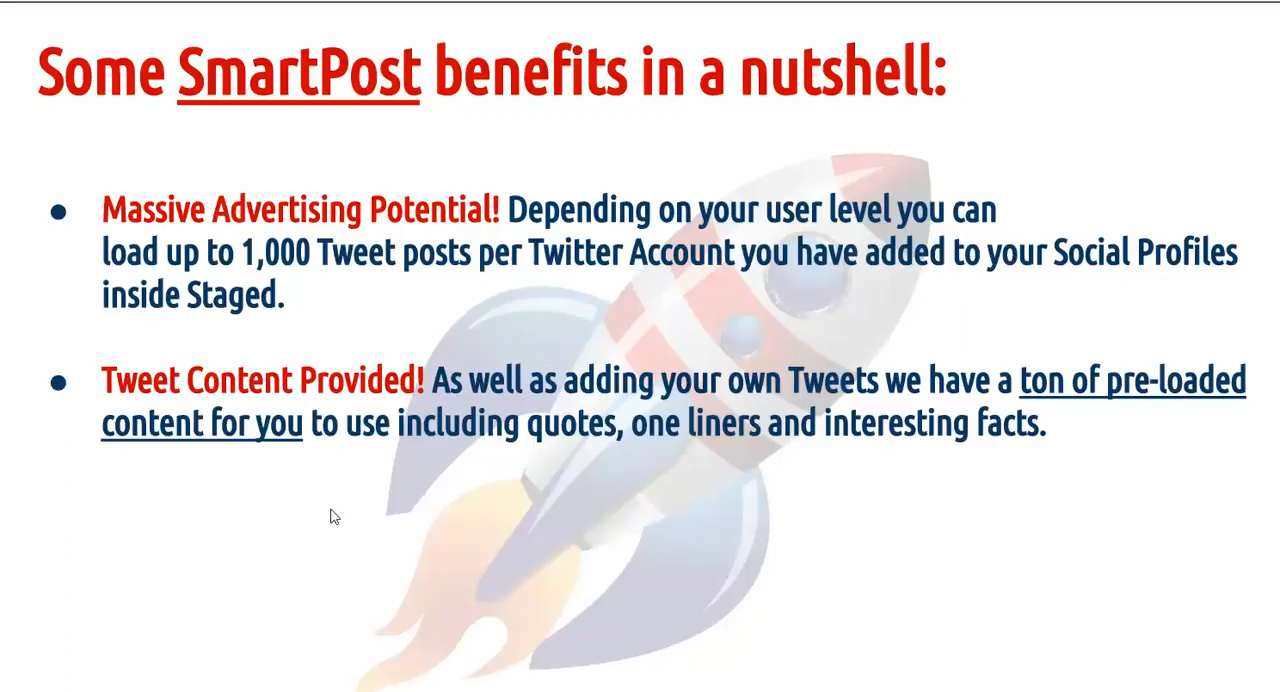 Some SmartPost benefits in a nutshell:
● Massive Advertising Potential! Depending on your user level you can
load up to 1,000 Tweet posts per Twitter Account you have added to your Social Profiles
inside Staged.
● Tweet Content Provided! As well as adding your own Tweets we have a ton of pre-loaded
content for you to use including quotes, one liners and interesting facts.